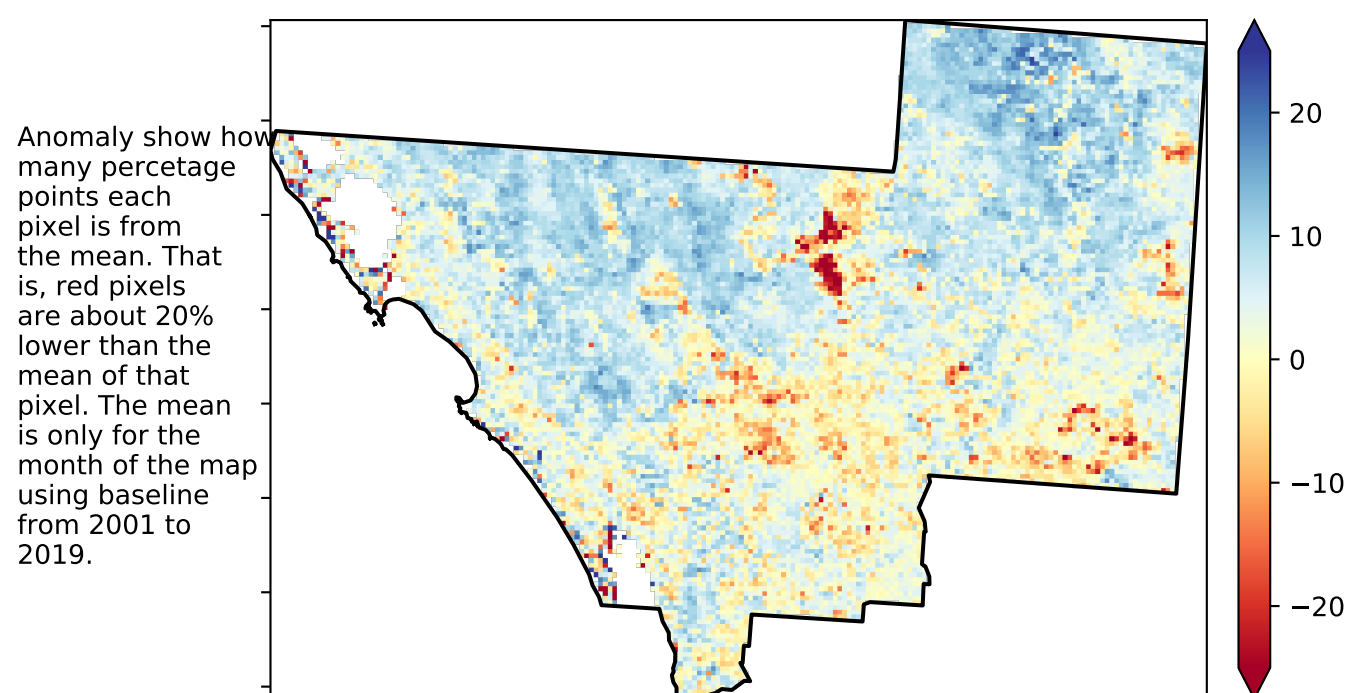 Anomaly show how
many percetage
points each
pixel is from
the mean. That
is, red pixels
are about 20%
lower than the
mean of that
pixel. The mean
is only for the
month of the map
using baseline
from 2001 to
2019.
20
10
0
−10
−20